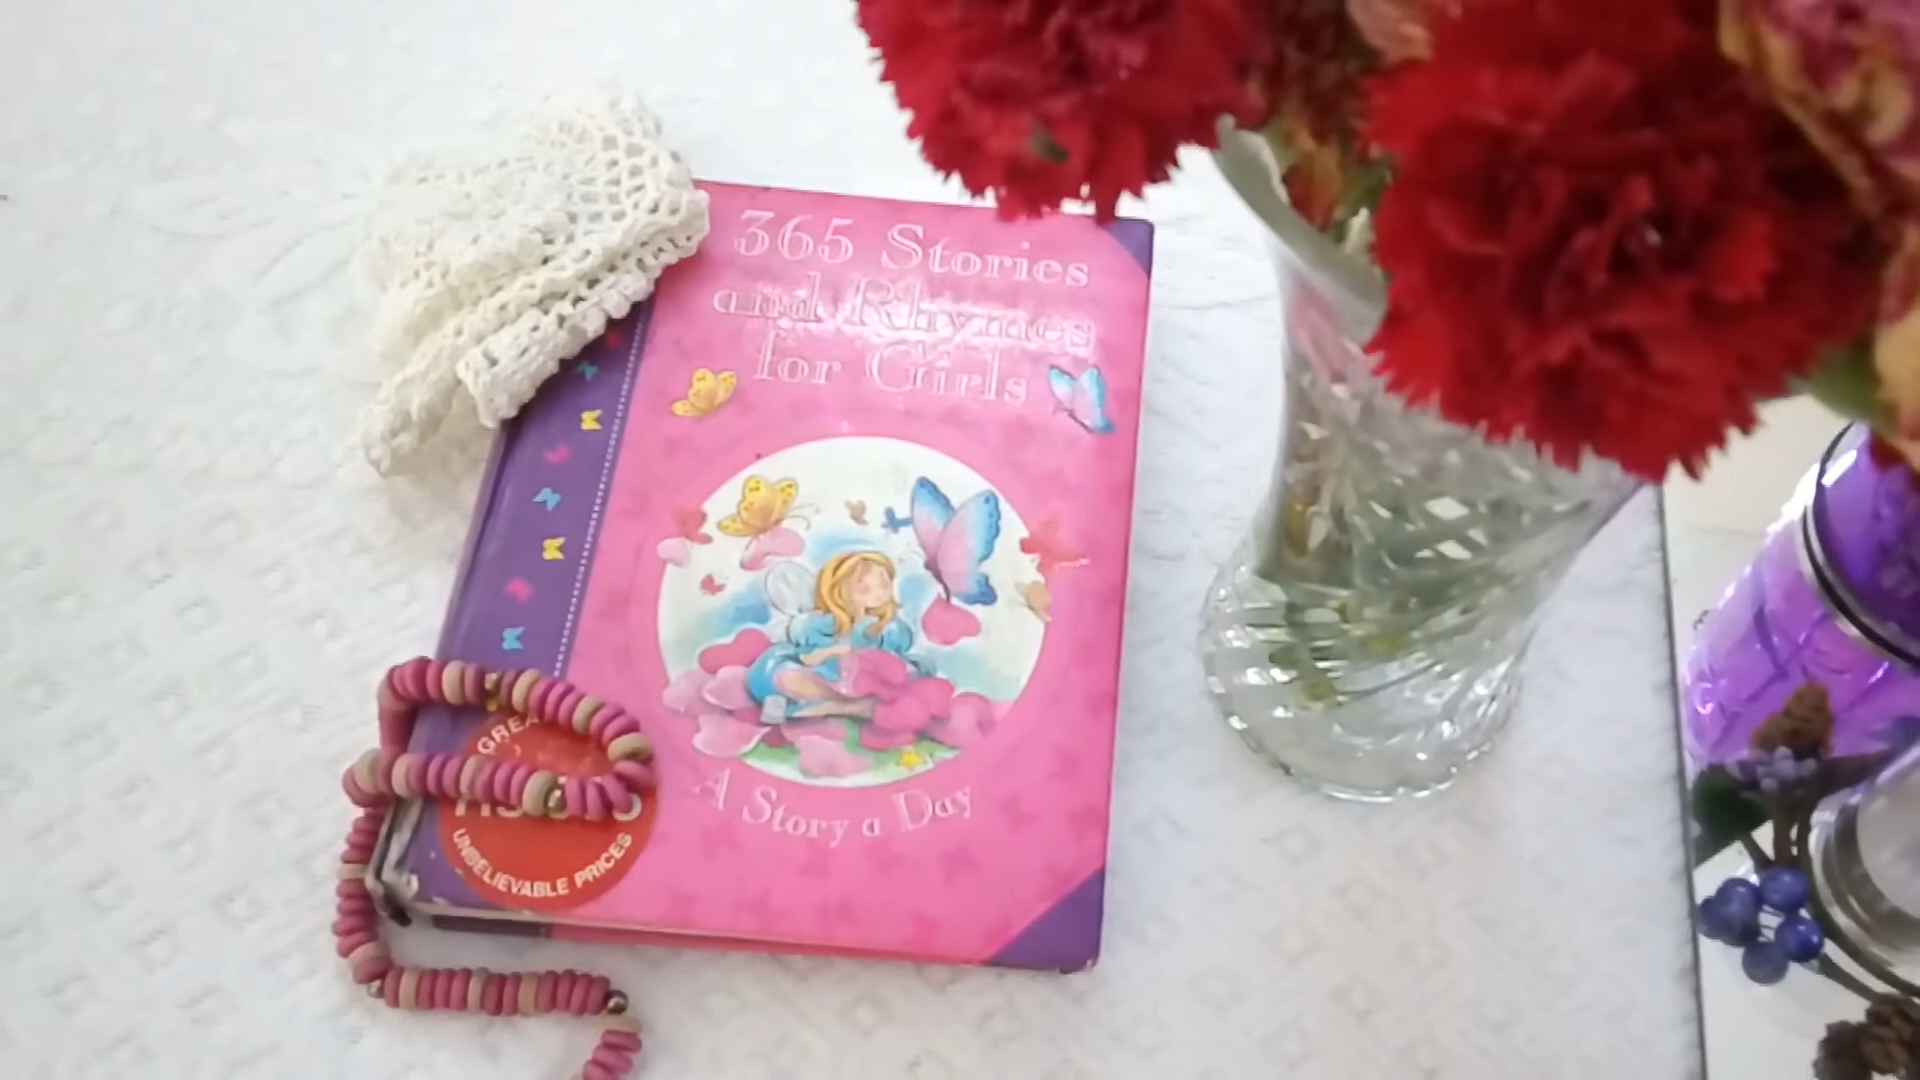 365 Stories
and Rhymes
for Girls
A Story a Day
UNBELIEVABLE PRICES